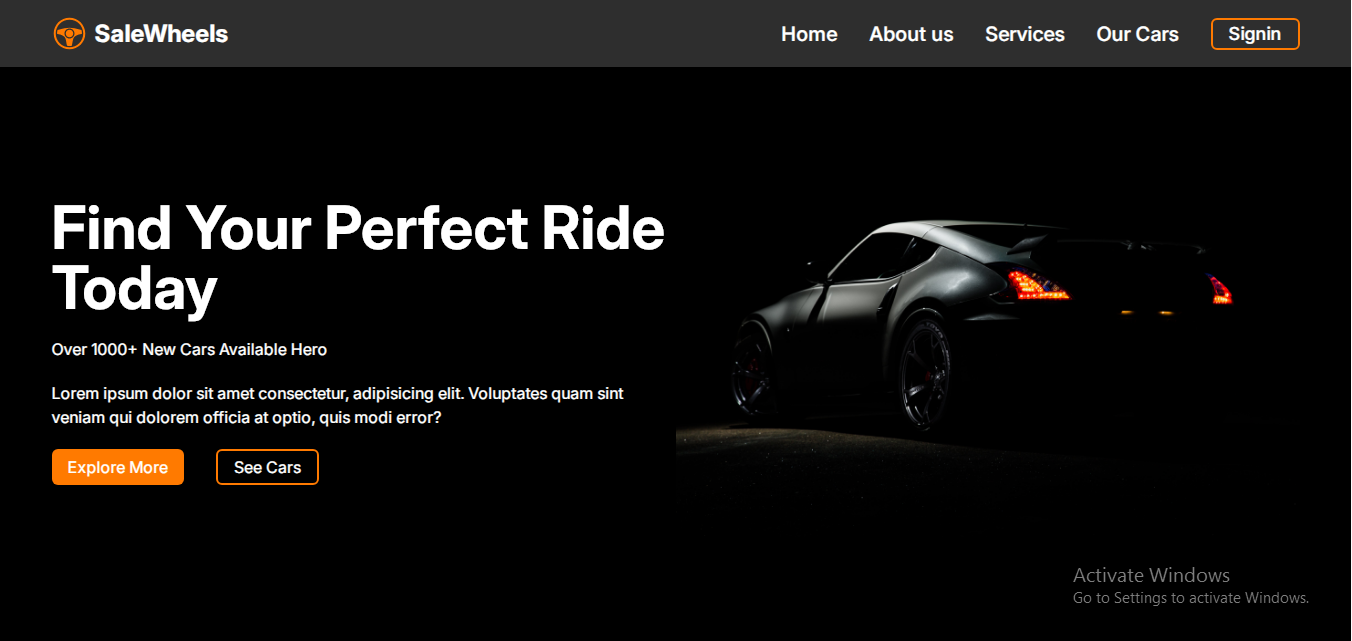 SaleWheels
Home About us Services Our Cars Signin
Find Your Perfect Ride
Today
Over 1000+ New Cars Available Hero
Lorem ipsum dolor sit amet consectetur, adipisicing elit. Voluptates quam sint
veniam qui dolorem officia at optio, quis modi error?
Explore More See Cars
Activate Windows
Go to Settings to activate Windows.